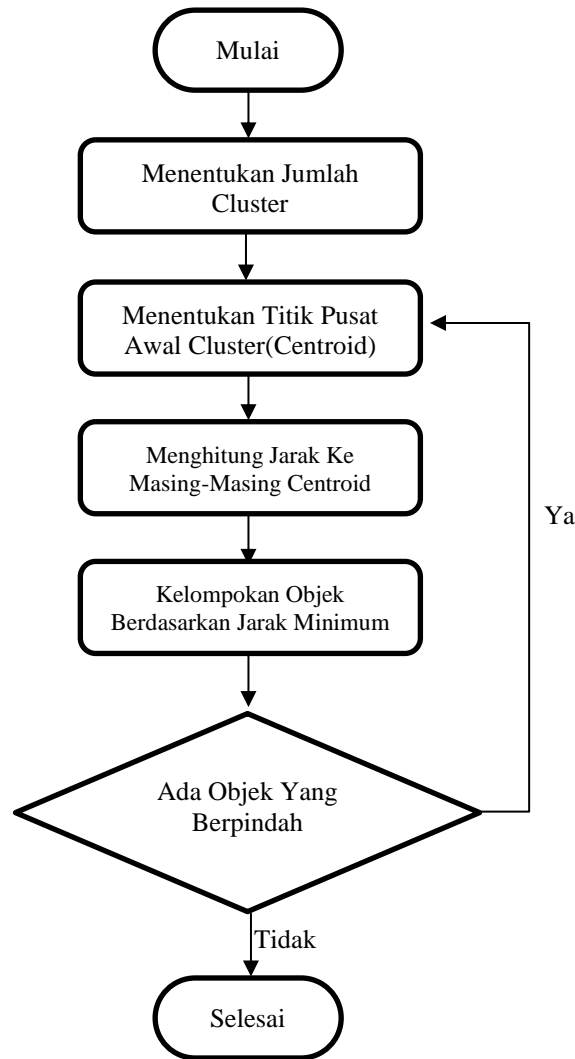 Mulai
Menentukan Jumlah
Cluster
Menentukan Titik Pusat
Awal Cluster(Centroid)
Menghitung Jarak Ke
Masing-Masing Centroid
Ya
Kelompokan Objek
Berdasarkan Jarak Minimum
Ada Objek Yang
Berpindah
Tidak
Selesai